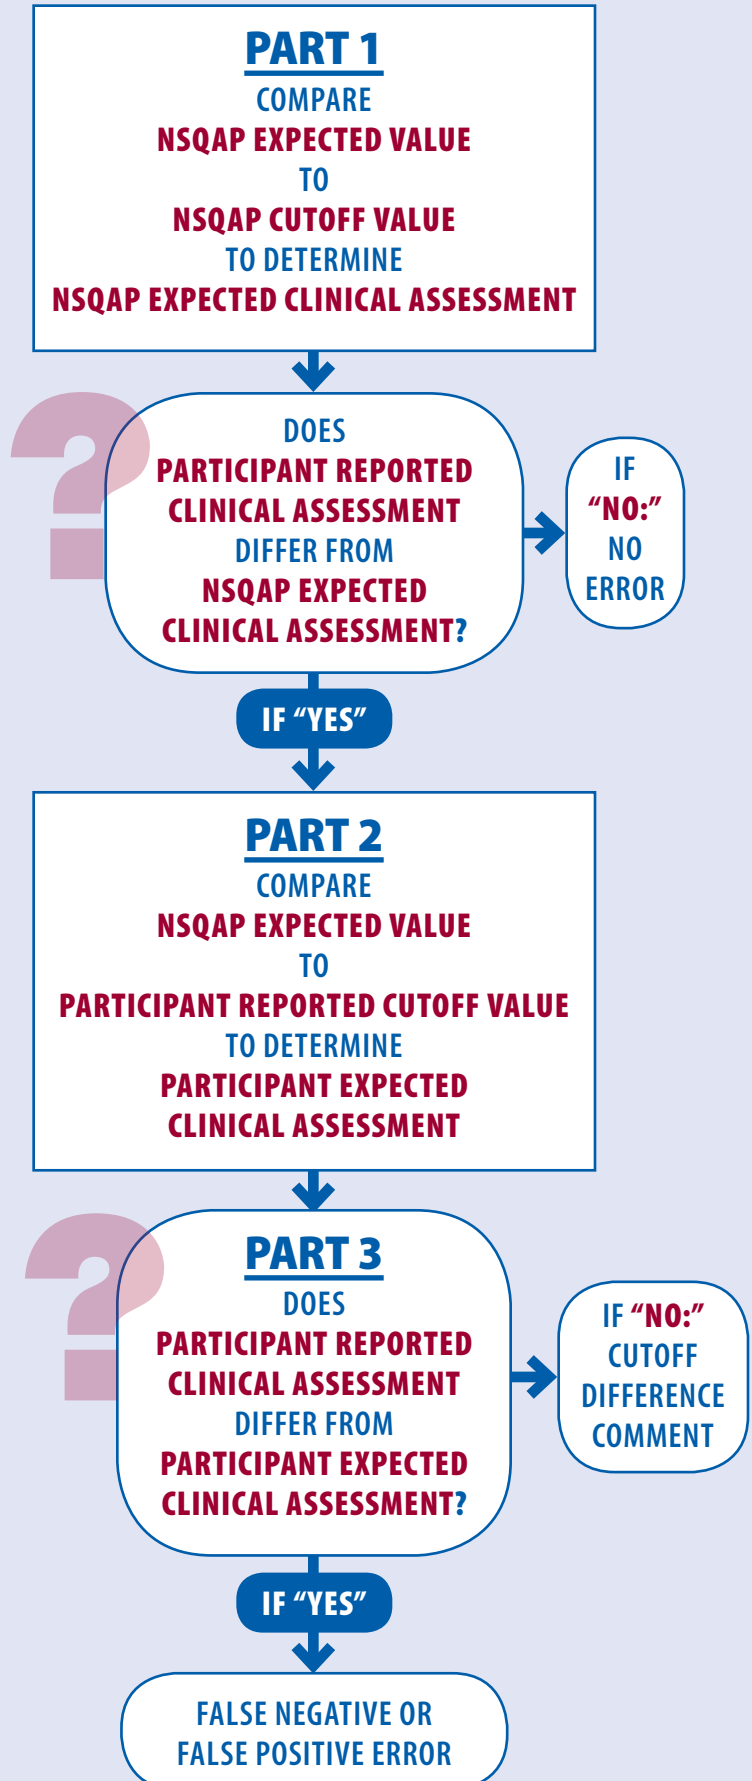 PART 1
COMPARE
NSQAP EXPECTED VALUE
TO
NSQAP CUTOFF VALUE
TO DETERMINE
NSQAP EXPECTED CLINICAL ASSESSMENT
?
DOES
PARTICIPANT REPORTED
CLINICAL ASSESSMENT
DIFFER FROM
NSQAP EXPECTED
CLINICAL ASSESSMENT?
IF
“NO:”
NO
ERROR
IF “YES”
PART 2
COMPARE
NSQAP EXPECTED VALUE
TO
PARTICIPANT REPORTED CUTOFF VALUE
TO DETERMINE
PARTICIPANT EXPECTED
CLINICAL ASSESSMENT
?
PART 3
DOES
PARTICIPANT REPORTED
CLINICAL ASSESSMENT
DIFFER FROM
PARTICIPANT EXPECTED
CLINICAL ASSESSMENT?
IF “NO:”
CUTOFF
DIFFERENCE
COMMENT
IF “YES”
FALSE NEGATIVE OR
FALSE POSITIVE ERROR